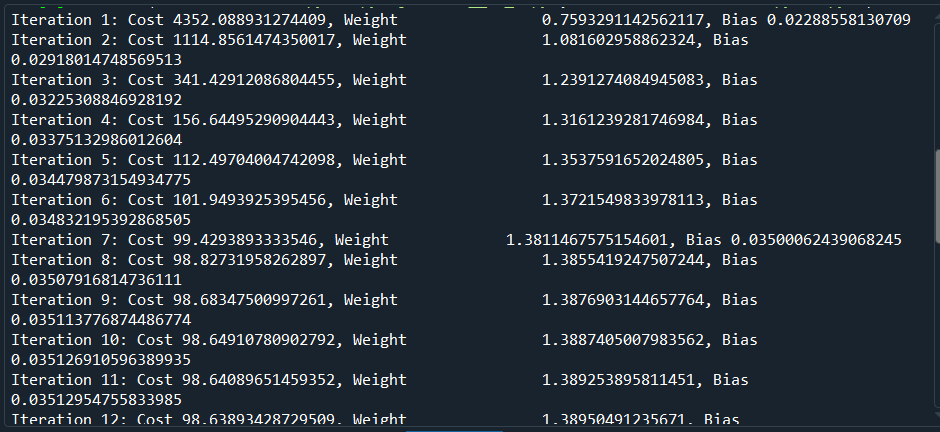 Iteration 1: Cost 4352.088931274409, Weight 0.7593291142562117, Bias 0.02288558130709
Iteration 2: Cost 1114.8561474350017, Weight 1.081602958862324, Bias
0.02918014748569513
Iteration 3: Cost 341.42912086804455, Weight 1.2391274084945083, Bias
0.03225308846928192
Iteration 4: Cost 156.64495290904443, Weight 1.3161239281746984, Bias
0.03375132986012604
Iteration 5: Cost 112.49704004742098, Weight 1.3537591652024805, Bias
0.034479873154934775
Iteration 6: Cost 101.9493925395456, Weight 1.3721549833978113, Bias
0.034832195392868505
Iteration 7: Cost 99.4293893333546, Weight 1.3811467575154601, Bias 0.03500062439068245
Iteration 8: Cost 98.82731958262897, Weight 1.3855419247507244, Bias
0.03507916814736111
Iteration 9: Cost 98.68347500997261, Weight 1.3876903144657764, Bias
0.035113776874486774
Iteration 10: Cost 98.64910780902792, Weight 1.3887405007983562, Bias
0.035126910596389935
Iteration 11: Cost 98.64089651459352, Weight 1.389253895811451, Bias
0.03512954755833985
Iteration 12: Cost 98.63893428729509, Weight 1.38950491235671, Bias